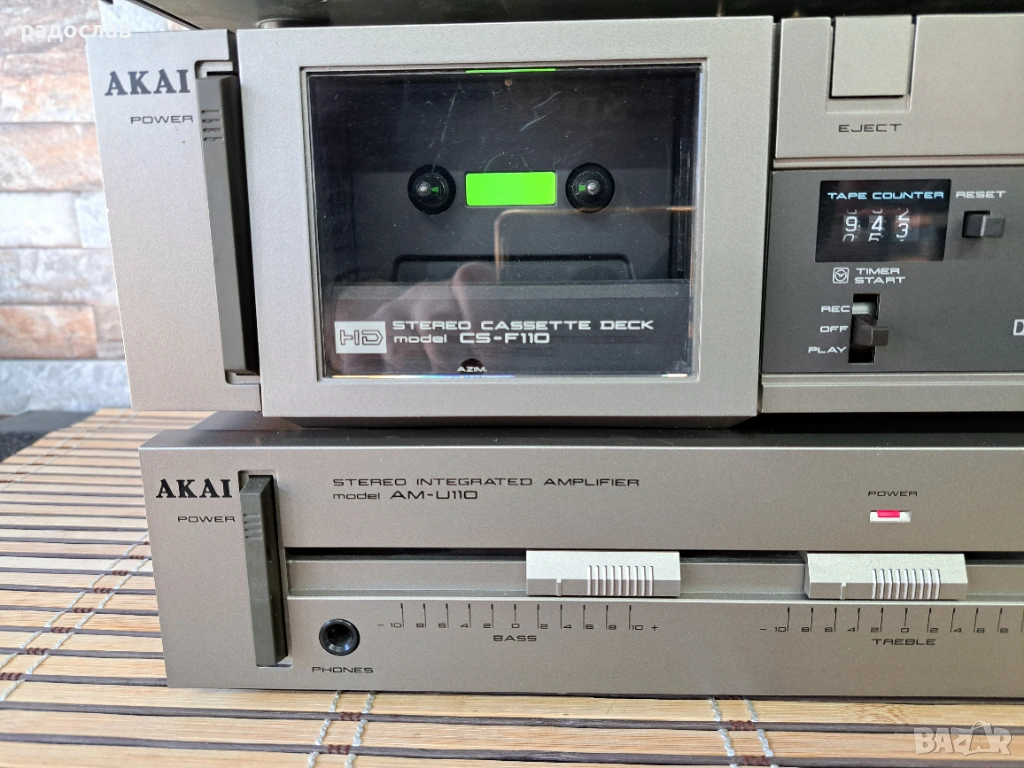 радослав
AKAI
POWER
EJECT
TAPE COUNTER RESET
943
TIMER
START
REC
OFF
PLAY
D
HD STEREO CASSETTE DECK
model CS-F110
AZIM.
AKAI
POWER
STEREO INTEGRATED AMPLIFIER
model AM-U110
POWER
- 10 8 6 4 2 0 2 4 6 8 10 +
BASS
- 10 8 6 4 2 0 2 4 6 8
TREBLE
PHONES
BAZAR